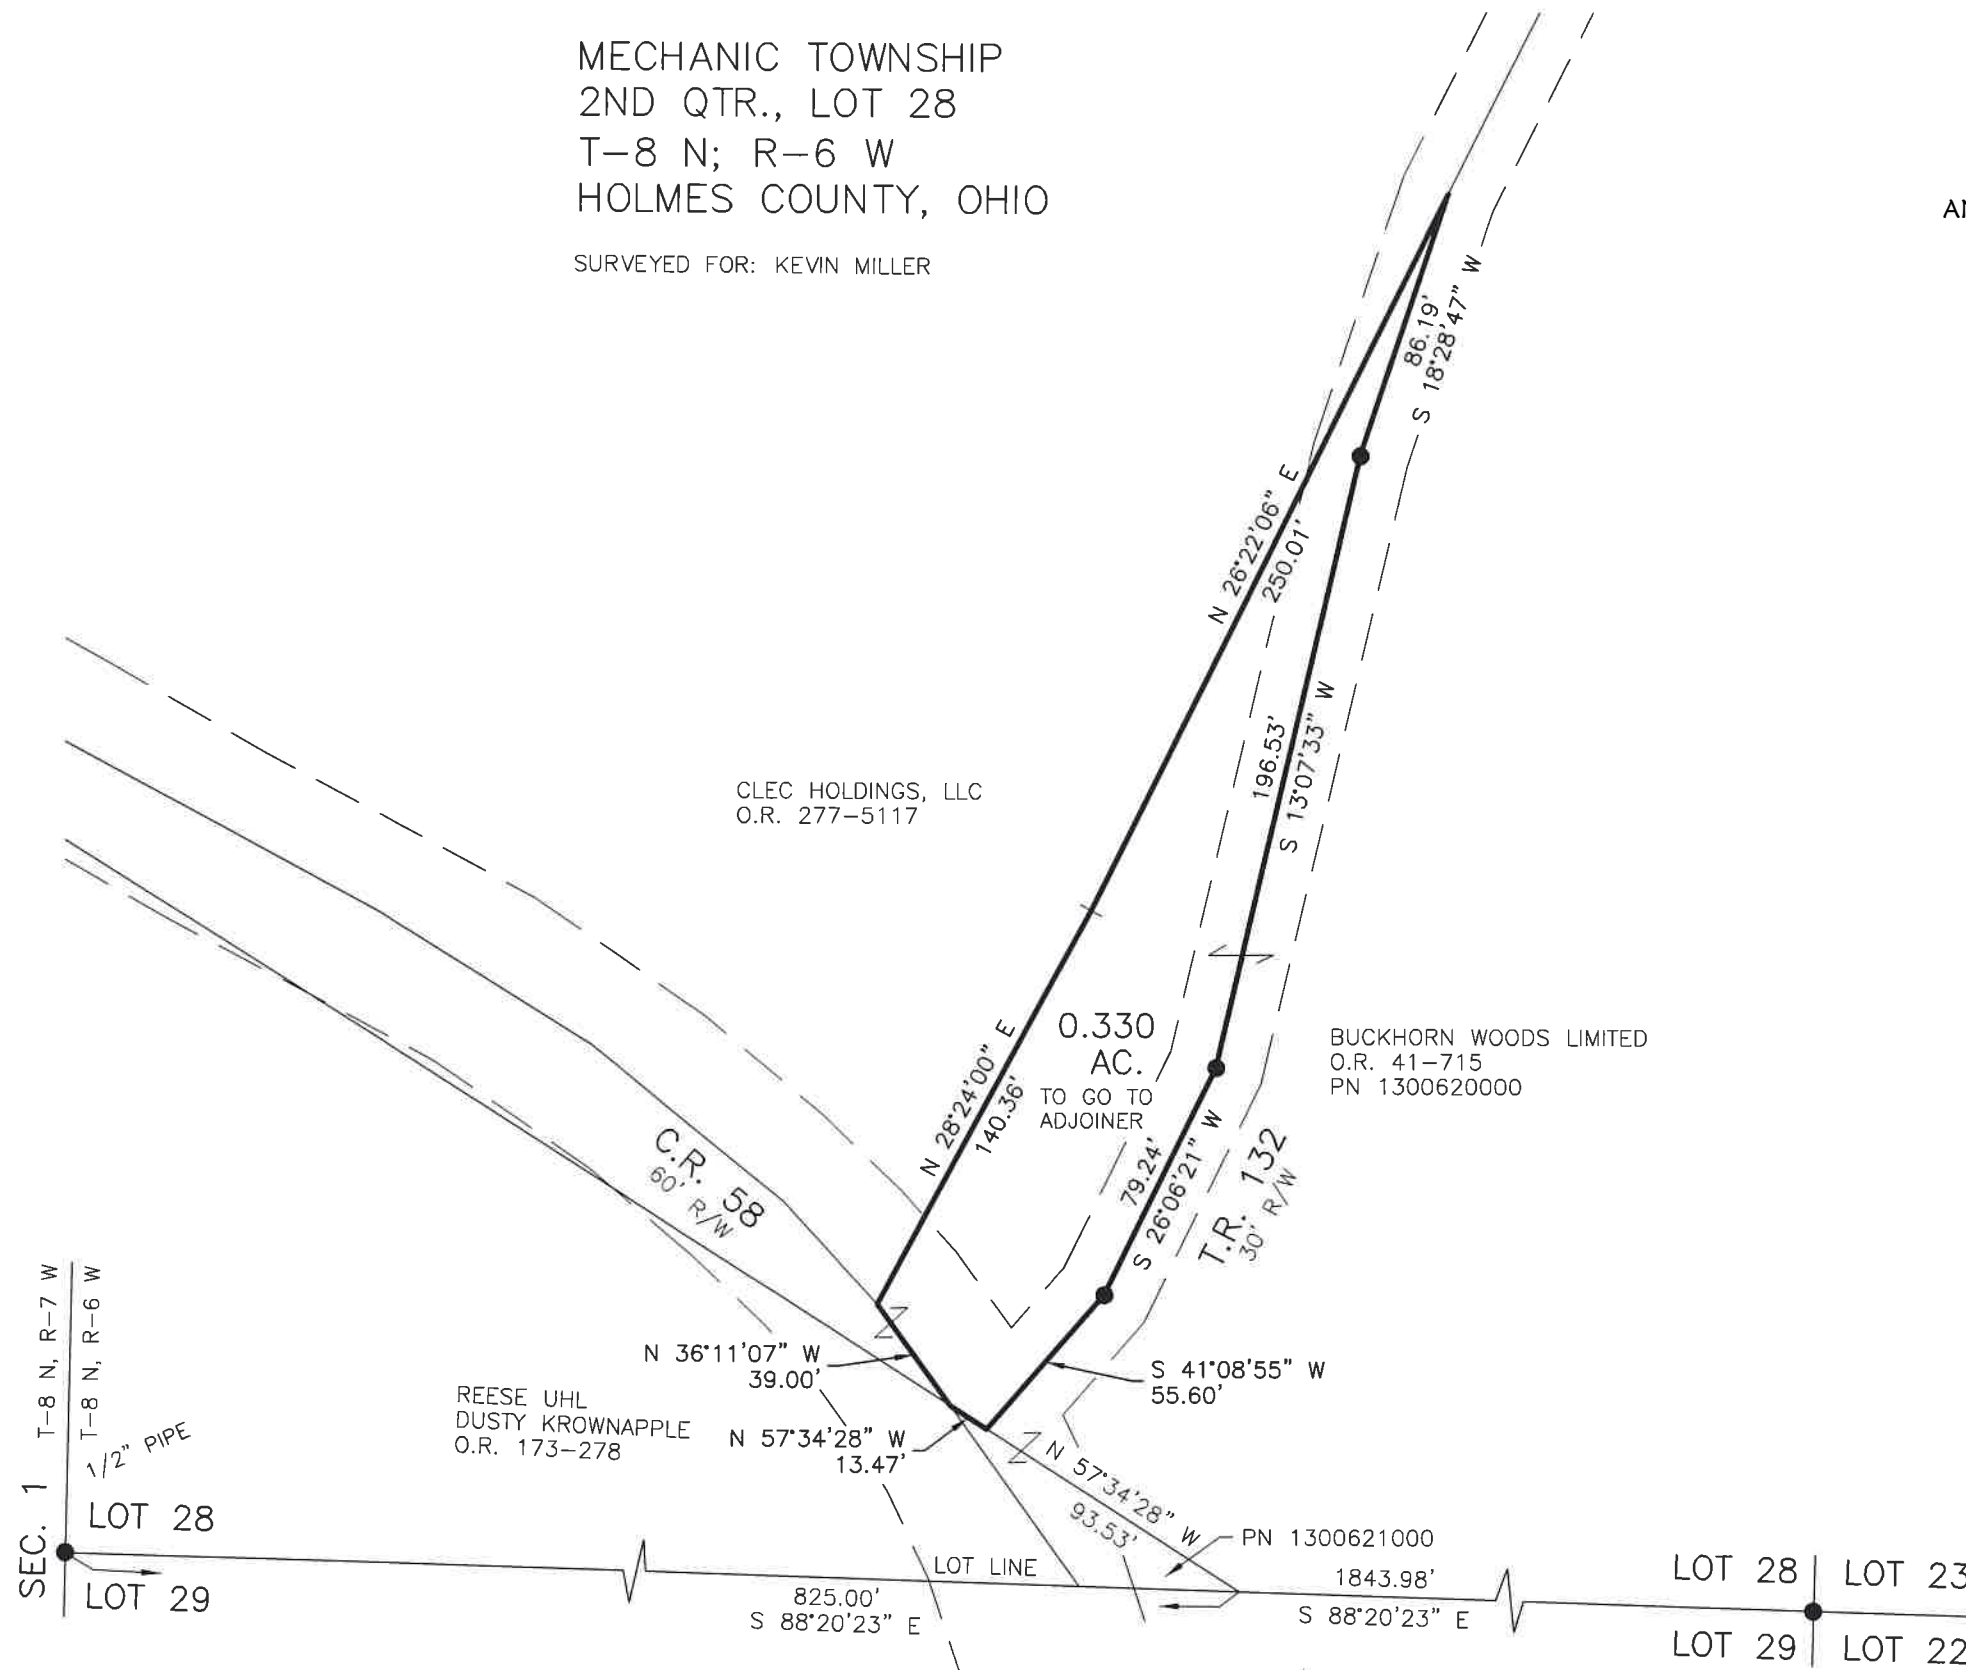 MECHANIC TOWNSHIP
2ND QTR., LOT 28
T-8 N; R-6 W
HOLMES COUNTY, OHIO
SURVEYED FOR: KEVIN MILLER
S 18°28'47" W
86.19'
N 26°22'06" E
250.01'
196.53'
S 13°07'33" W
CLEC HOLDINGS, LLC
O.R. 277-5117
0.330
AC.
TO GO TO
ADJOINER
N 28°24'00" E
140.36'
BUCKHORN WOODS LIMITED
O.R. 41-715
PN 1300620000
79.24'
S 26°06'21" W
T.R. 132
30' R/W
C.R. 58
60' R/W
N 36°11'07" W
39.00'
S 41°08'55" W
55.60'
REESE UHL
DUSTY KROWNAPPLE
O.R. 173-278
N 57°34'28" W
13.47'
N 57°34'28" W
93.53'
PN 1300621000
T-8 N, R-7 W
T-8 N, R-6 W
1/2" PIPE
SEC. 1
LOT 28
LOT 29
LOT LINE
825.00'
S 88°20'23" E
1843.98'
S 88°20'23" E
LOT 28
LOT 23
LOT 29
LOT 22